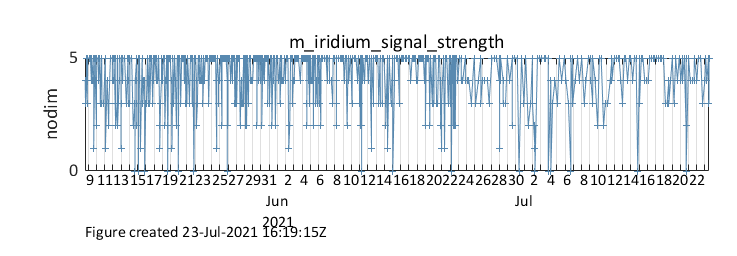 m_iridium_signal_strength
5
nodim
0
9 11 13 15 17 19 21 23 25 27 29 31 2 4 6 8 10 12 14 16 18 20 22 24 26 28 30 2 4 6 8 10 12 14 16 18 20 22
Jun Jul
2021
Figure created 23-Jul-2021 16:19:15Z